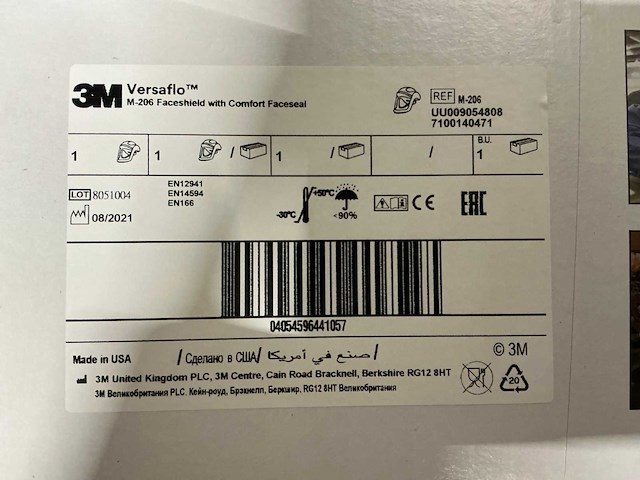 3M Versaflo™
M-206 Faceshield with Comfort Faceseal
REF M-206
UU009054808
7100140471
1
1 /
1 /
/
B.U.
1
LOT 8051004
08/2021
EN12941
EN14594
EN166
-30°C +50°C
<90%
CE
EAC
04054596441057
Made in USA / Сделано в США / صنع في أمريكا /
© 3M
3M United Kingdom PLC, 3M Centre, Cain Road Bracknell, Berkshire RG12 8HT
3M Великобритания PLC, Кейн-роуд, Брэкнелл, Беркшир, RG12 8HT Великобритания
20